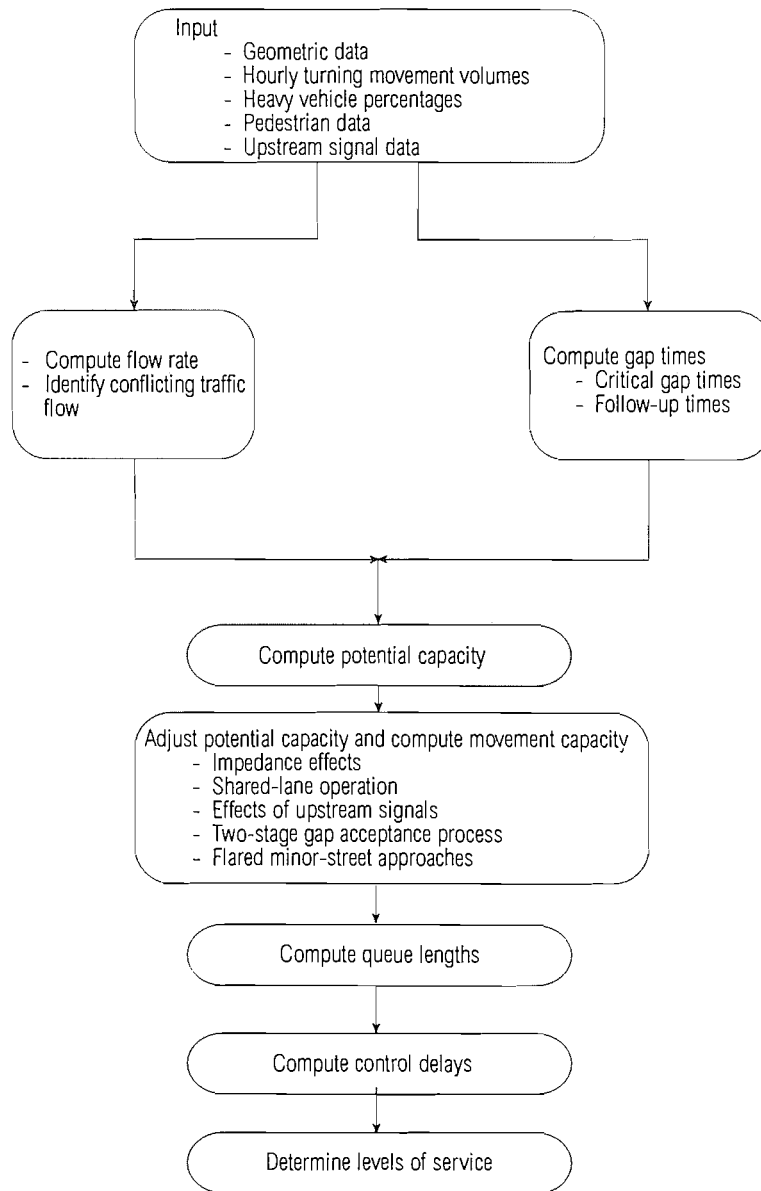 Input
- Geometric data
- Hourly turning movement volumes
- Heavy vehicle percentages
- Pedestrian data
- Upstream signal data
- Compute flow rate
- Identify conflicting traffic
flow
Compute gap times
- Critical gap times
- Follow-up times
Compute potential capacity
Adjust potential capacity and compute movement capacity
- Impedance effects
- Shared-lane operation
- Effects of upstream signals
- Two-stage gap acceptance process
- Flared minor-street approaches
Compute queue lengths
Compute control delays
Determine levels of service